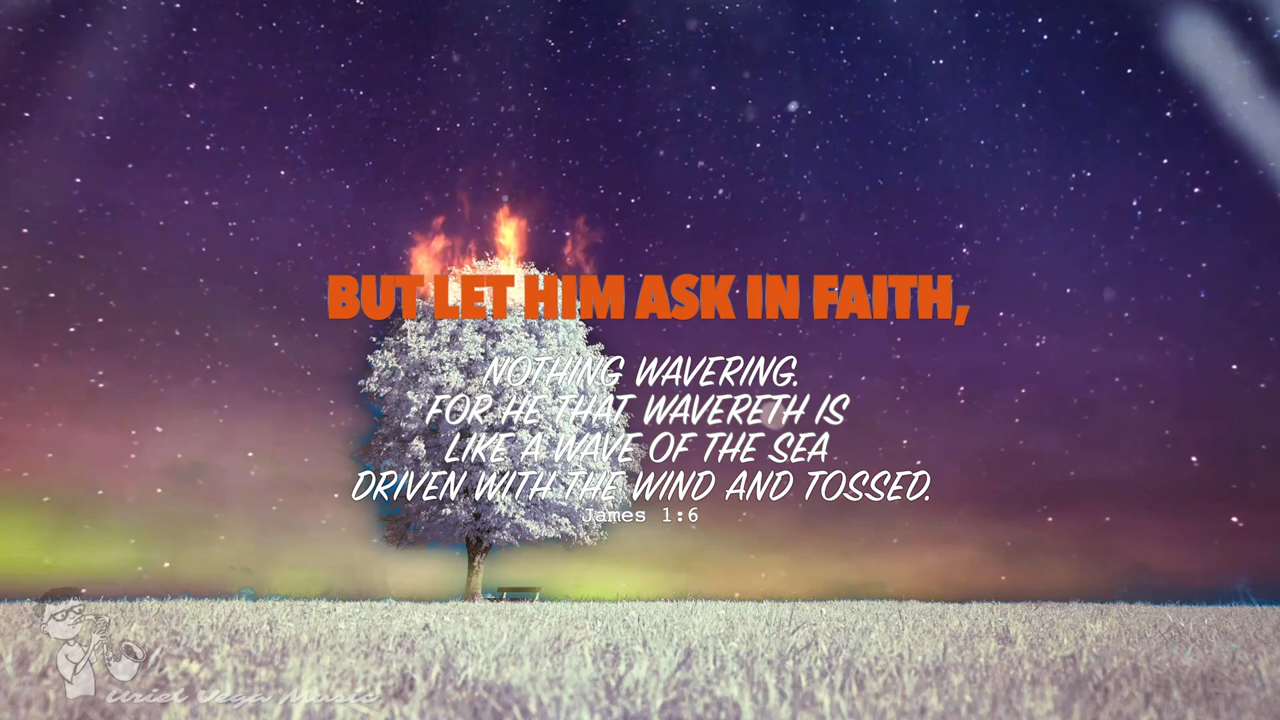 BUT LET HIM ASK IN FAITH,
NOTHING WAVERING.
FOR HE THAT WAVERETH IS
LIKE A WAVE OF THE SEA
DRIVEN WITH THE WIND AND TOSSED.
James 1:6
Uriel Vega Music